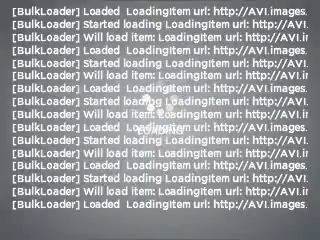 [BulkLoader] Loaded LoadingItem url: http://AVI.images.
[BulkLoader] Started loading LoadingItem url: http://AVI.
[BulkLoader] Will load item: LoadingItem url: http://AVI.ir
[BulkLoader] Loaded LoadingItem url: http://AVI.images.
[BulkLoader] Started loading LoadingItem url: http://AVI.
[BulkLoader] Will load item: LoadingItem url: http://AVI.ir
[BulkLoader] Loaded LoadingItem url: http://AVI.images.
[BulkLoader] Started loading LoadingItem url: http://AVI.
[BulkLoader] Will load item: LoadingItem url: http://AVI.ir
[BulkLoader] Loaded LoadingItem url: http://AVI.images.
LOADING
[BulkLoader] Started loading LoadingItem url: http://AVI.
[BulkLoader] Will load item: LoadingItem url: http://AVI.ir
[BulkLoader] Loaded LoadingItem url: http://AVI.images.
[BulkLoader] Started loading LoadingItem url: http://AVI.
[BulkLoader] Will load item: LoadingItem url: http://AVI.ir
[BulkLoader] Loaded LoadingItem url: http://AVI.images.